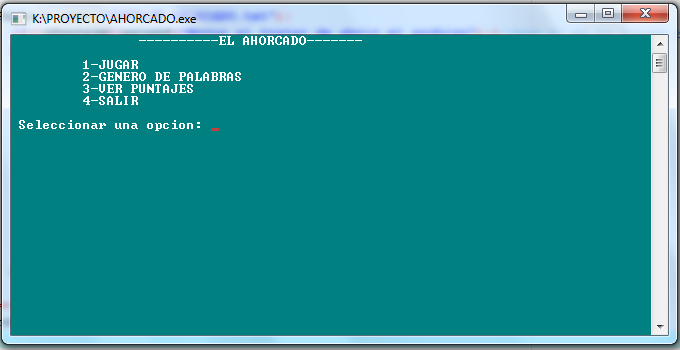 K:\PROYECTO\AHORCADO.exe
----------EL AHORCADO-------
1-JUGAR
2-GENERO DE PALABRAS
3-VER PUNTAJES
4-SALIR
Seleccionar una opcion: